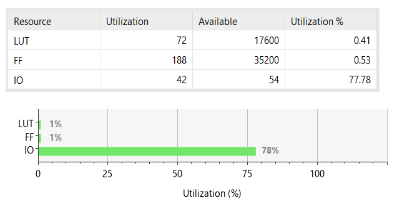 Resource Utilization Available Utilization %
LUT 72 17600 0.41
FF 188 35200 0.53
IO 42 54 77.78
LUT 1%
FF 1%
IO 78%
0 25 50 75 100
Utilization (%)